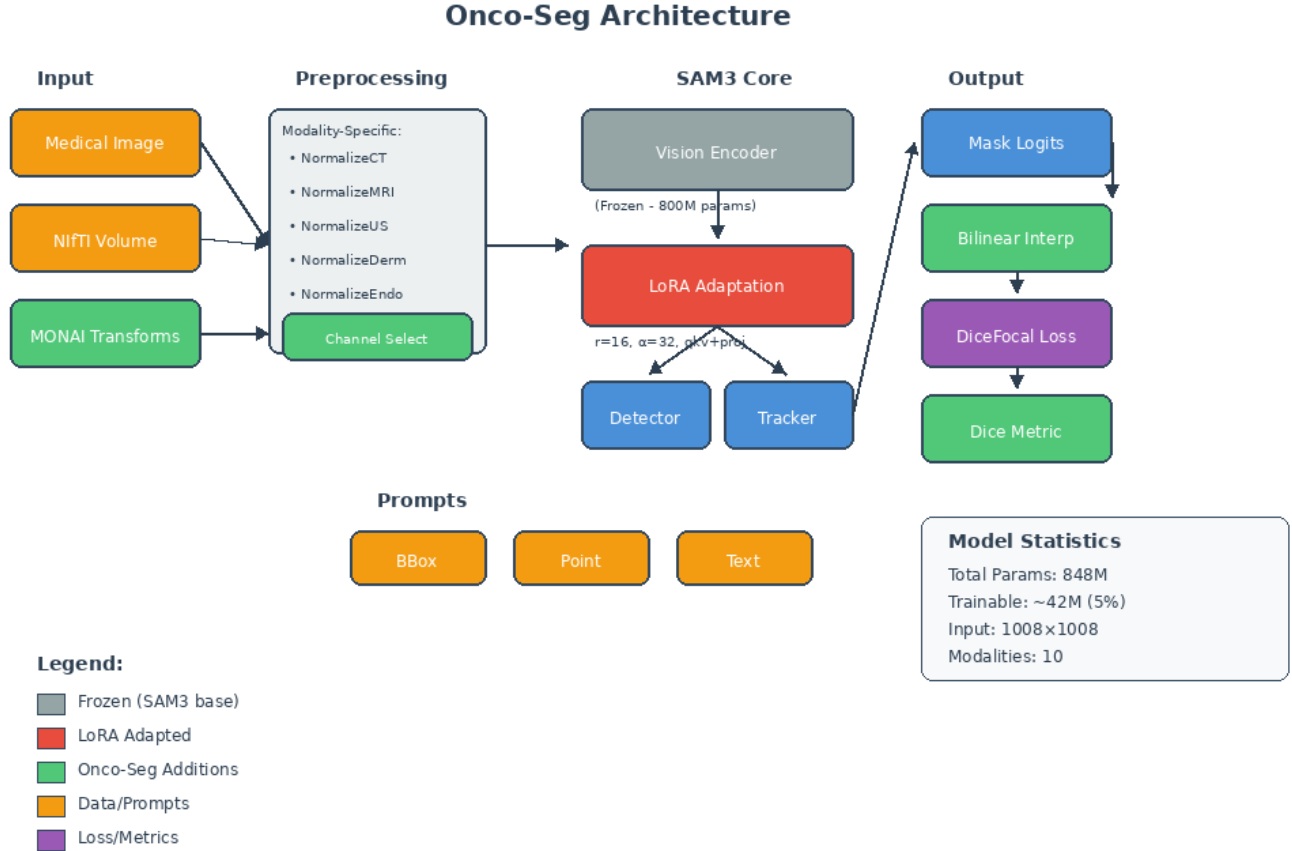 Onco-Seg Architecture
Input
Medical Image
NIfTI Volume
MONAI Transforms
Preprocessing
Modality-Specific:
• NormalizeCT
• NormalizeMRI
• NormalizeUS
• NormalizeDerm
• NormalizeEndo
Channel Select
SAM3 Core
Vision Encoder
(Frozen - 800M params)
LoRA Adaptation
r=16, α=32, qkv+proj
Detector
Tracker
Output
Mask Logits
Bilinear Interp
DiceFocal Loss
Dice Metric
Prompts
BBox
Point
Text
Model Statistics
Total Params: 848M
Trainable: ~42M (5%)
Input: 1008×1008
Modalities: 10
Legend:
Frozen (SAM3 base)
LoRA Adapted
Onco-Seg Additions
Data/Prompts
Loss/Metrics